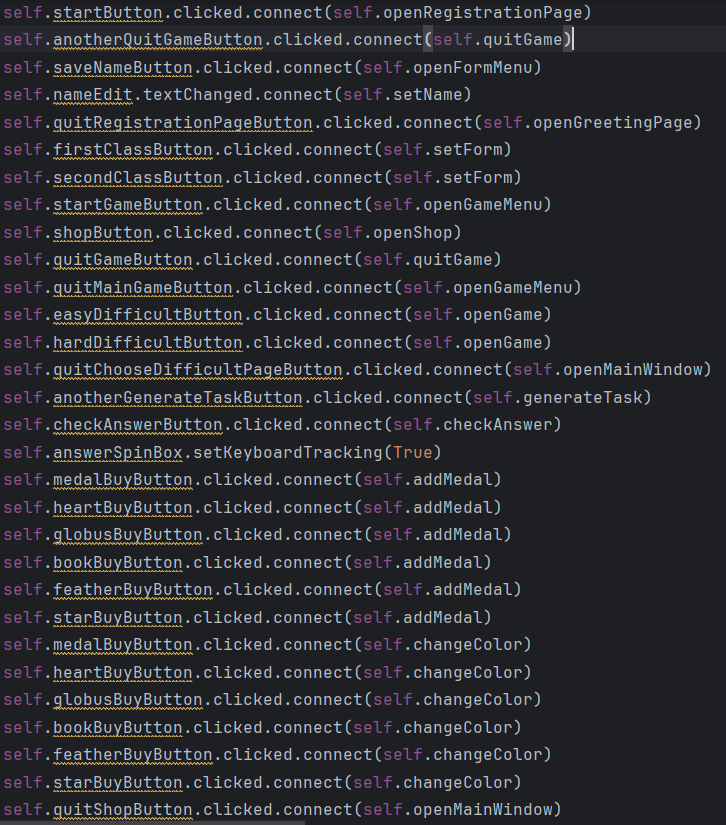 self.startButton.clicked.connect(self.openRegistrationPage)
self.anotherQuitGameButton.clicked.connect(self.quitGame)
self.saveNameButton.clicked.connect(self.openFormMenu)
self.nameEdit.textChanged.connect(self.setName)
self.quitRegistrationPageButton.clicked.connect(self.openGreetingPage)
self.firstClassButton.clicked.connect(self.setForm)
self.secondClassButton.clicked.connect(self.setForm)
self.startGameButton.clicked.connect(self.openGameMenu)
self.shopButton.clicked.connect(self.openShop)
self.quitGameButton.clicked.connect(self.quitGame)
self.quitMainGameButton.clicked.connect(self.openGameMenu)
self.easyDifficultButton.clicked.connect(self.openGame)
self.hardDifficultButton.clicked.connect(self.openGame)
self.quitChooseDifficultPageButton.clicked.connect(self.openMainWindow)
self.anotherGenerateTaskButton.clicked.connect(self.generateTask)
self.checkAnswerButton.clicked.connect(self.checkAnswer)
self.answerSpinBox.setKeyboardTracking(True)
self.medalBuyButton.clicked.connect(self.addMedal)
self.heartBuyButton.clicked.connect(self.addMedal)
self.globusBuyButton.clicked.connect(self.addMedal)
self.bookBuyButton.clicked.connect(self.addMedal)
self.featherBuyButton.clicked.connect(self.addMedal)
self.starBuyButton.clicked.connect(self.addMedal)
self.medalBuyButton.clicked.connect(self.changeColor)
self.heartBuyButton.clicked.connect(self.changeColor)
self.globusBuyButton.clicked.connect(self.changeColor)
self.bookBuyButton.clicked.connect(self.changeColor)
self.featherBuyButton.clicked.connect(self.changeColor)
self.starBuyButton.clicked.connect(self.changeColor)
self.quitShopButton.clicked.connect(self.openMainWindow)